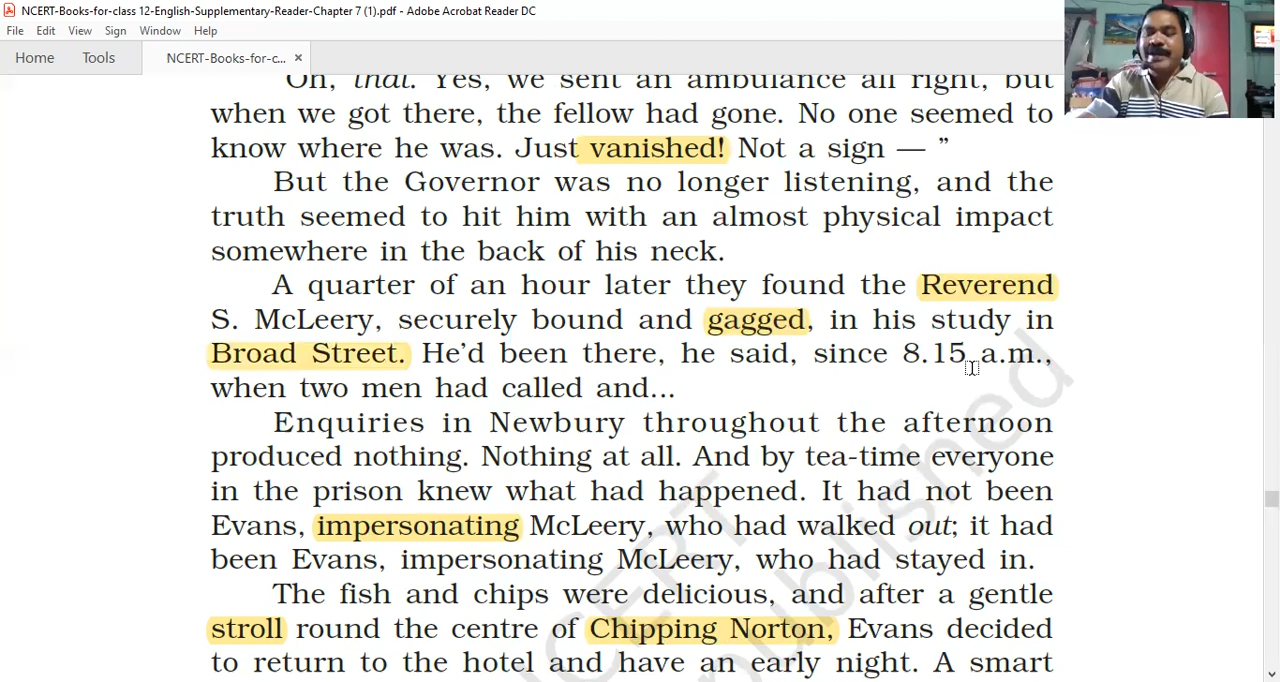 NCERT-Books-for-class 12-English-Supplementary-Reader-Chapter 7 (1).pdf - Adobe Acrobat Reader DC
File Edit View Sign Window Help
Home Tools NCERT-Books-for-c... ×
"Oh, that. Yes, we sent an ambulance all right, but
when we got there, the fellow had gone. No one seemed to
know where he was. Just vanished! Not a sign — ”
But the Governor was no longer listening, and the
truth seemed to hit him with an almost physical impact
somewhere in the back of his neck.
A quarter of an hour later they found the Reverend
S. McLeery, securely bound and gagged, in his study in
Broad Street. He’d been there, he said, since 8.15 a.m.,
when two men had called and...
Enquiries in Newbury throughout the afternoon
produced nothing. Nothing at all. And by tea-time everyone
in the prison knew what had happened. It had not been
Evans, impersonating McLeery, who had walked out; it had
been Evans, impersonating McLeery, who had stayed in.
The fish and chips were delicious, and after a gentle
stroll round the centre of Chipping Norton, Evans decided
to return to the hotel and have an early night. A smart
NCERT
published